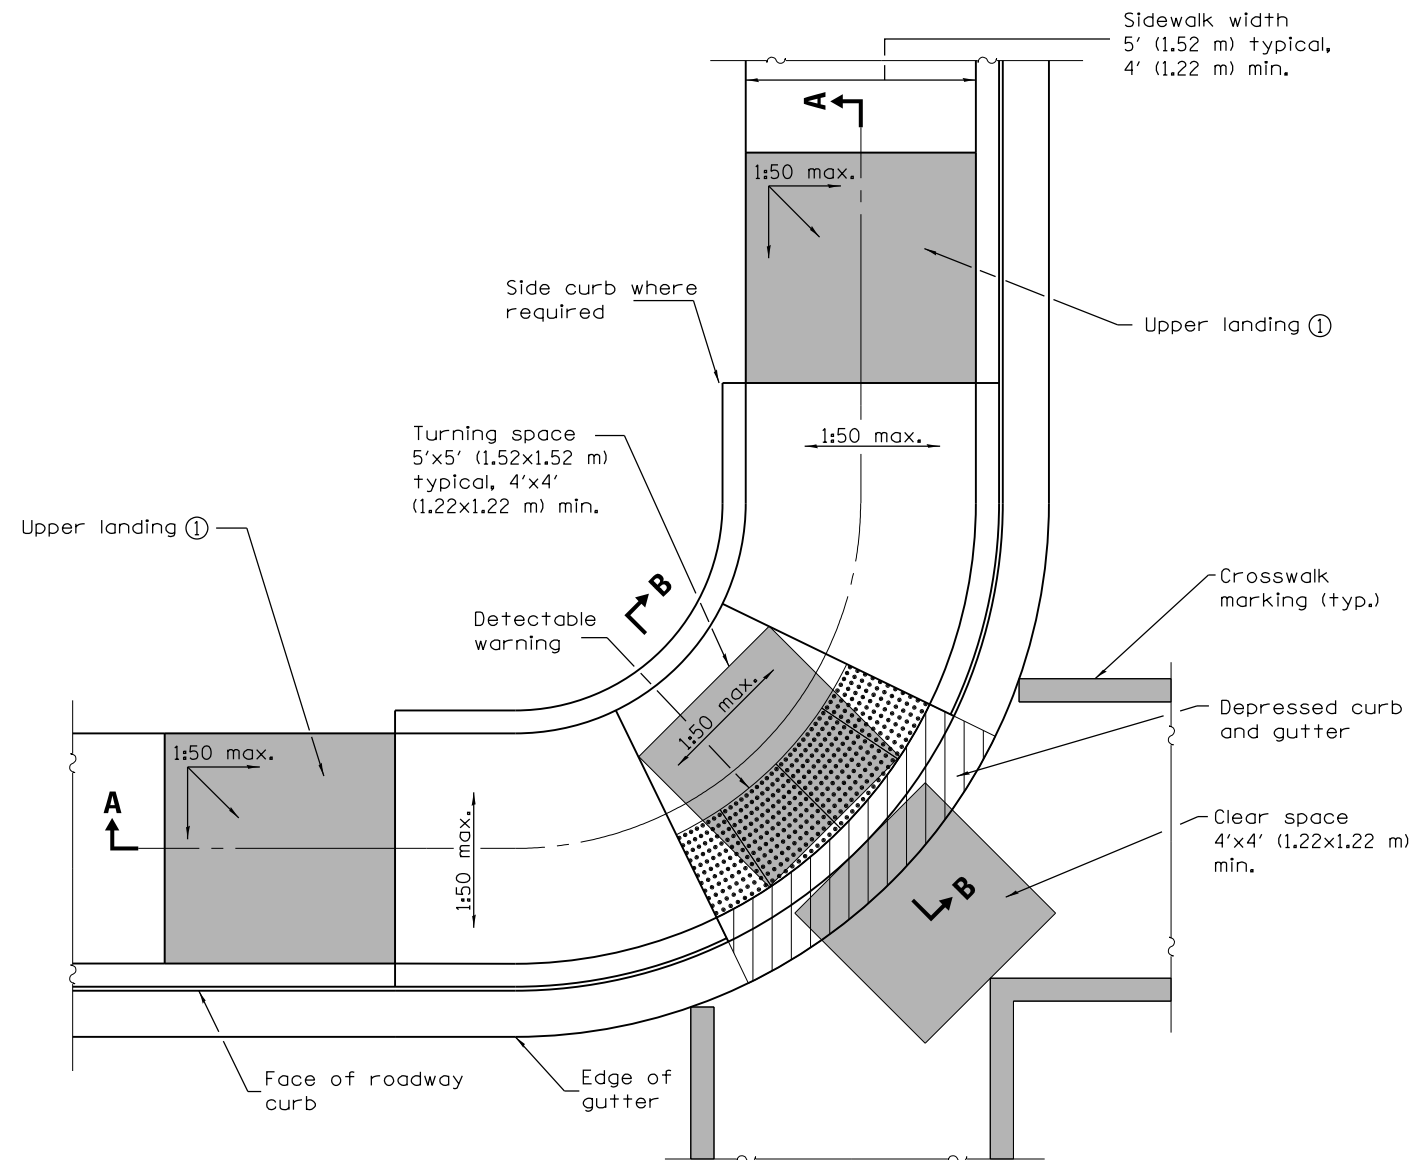 Sidewalk width
5' (1.52 m) typical,
4' (1.22 m) min.
A
1:50 max.
Side curb where
required
Upper landing ①
1:50 max.
Turning space
5'x5' (1.52x1.52 m)
typical, 4'x4'
(1.22x1.22 m) min.
Upper landing ①
B
Crosswalk
marking (typ.)
Detectable
warning
1:50 max.
Depressed curb
and gutter
1:50 max.
A
1:50 max.
Clear space
4'x4' (1.22x1.22 m)
min.
B
Face of roadway
curb
Edge of
gutter